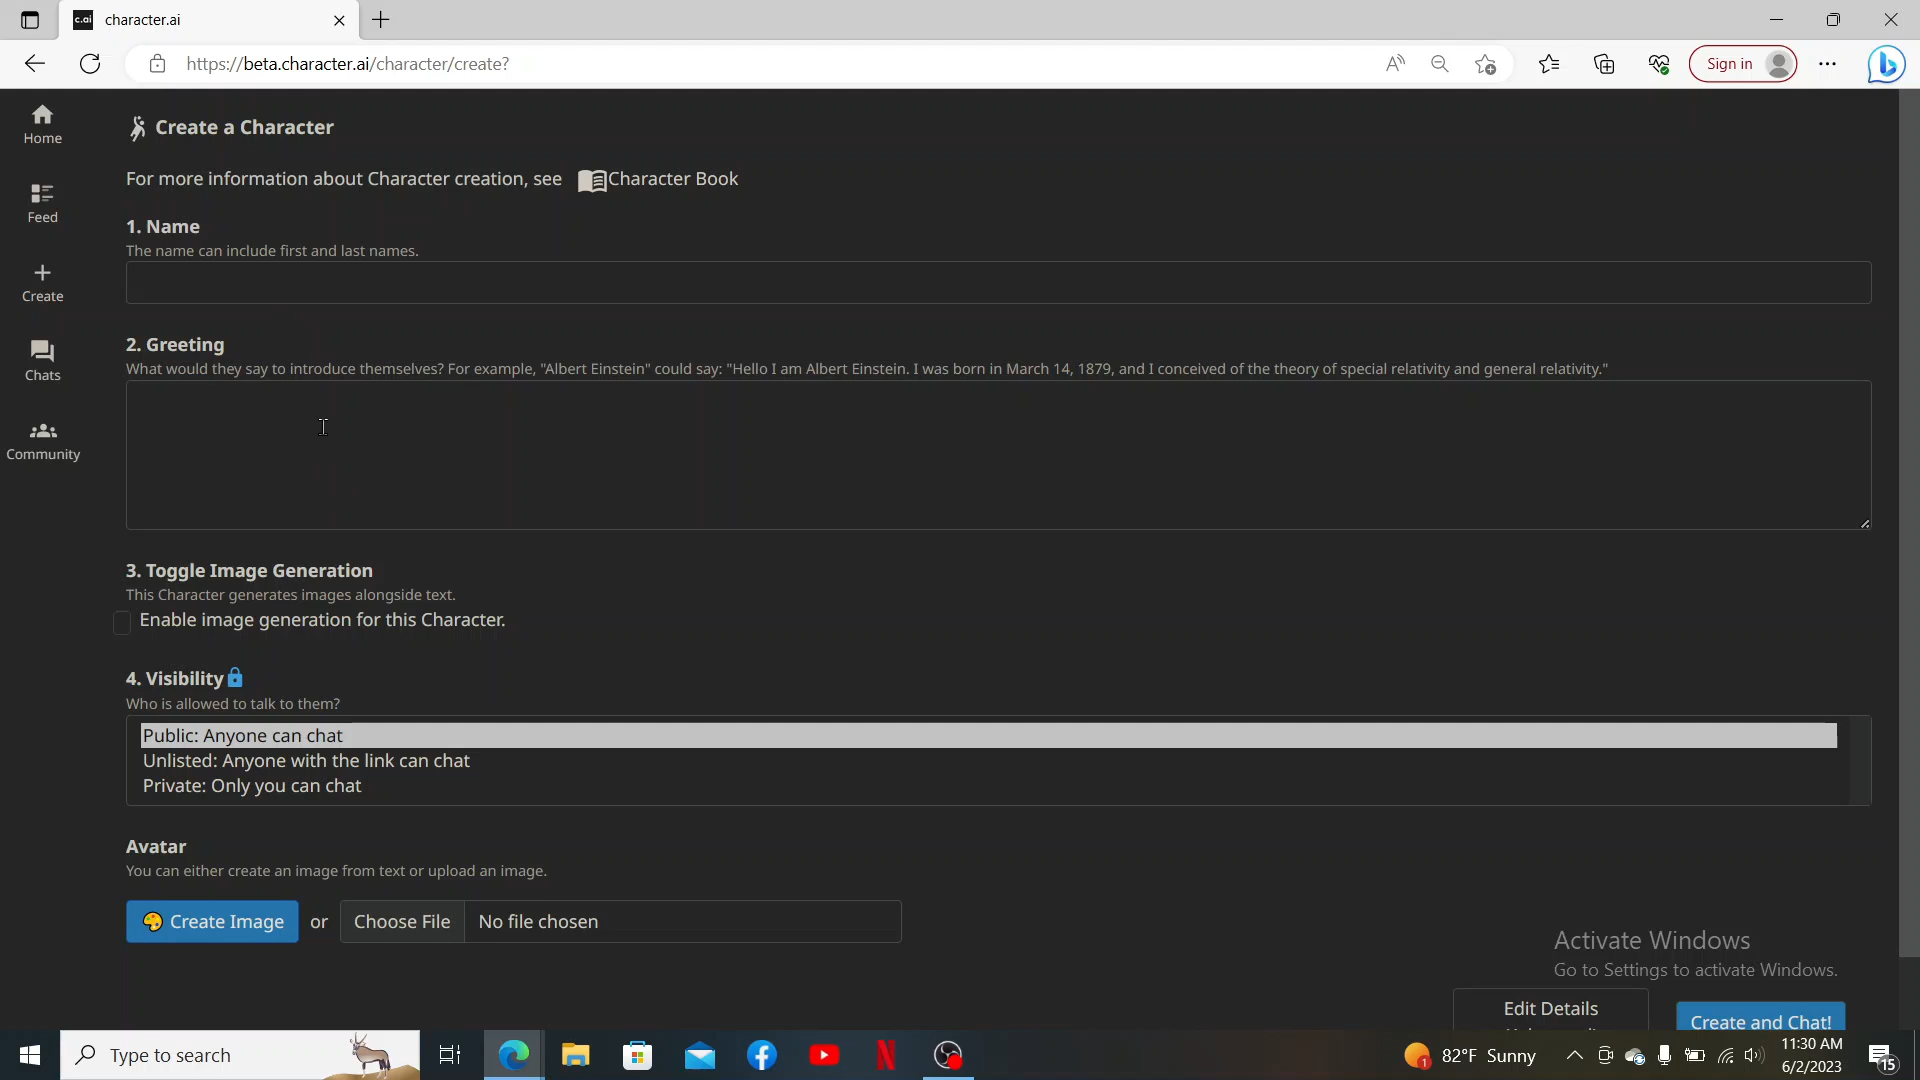 c.ai character.ai
https://beta.character.ai/character/create?
Sign in
Home
Feed
Create
Chats
Community
Create a Character
For more information about Character creation, see Character Book
1. Name
The name can include first and last names.
2. Greeting
What would they say to introduce themselves? For example, "Albert Einstein" could say: "Hello I am Albert Einstein. I was born in March 14, 1879, and I conceived of the theory of special relativity and general relativity."
3. Toggle Image Generation
This Character generates images alongside text.
Enable image generation for this Character.
4. Visibility
Who is allowed to talk to them?
Public: Anyone can chat
Unlisted: Anyone with the link can chat
Private: Only you can chat
Avatar
You can either create an image from text or upload an image.
Create Image or Choose File No file chosen
Activate Windows
Go to Settings to activate Windows.
Edit Details
Create and Chat!
Type to search
1
82°F Sunny
11:30 AM
6/2/2023
15